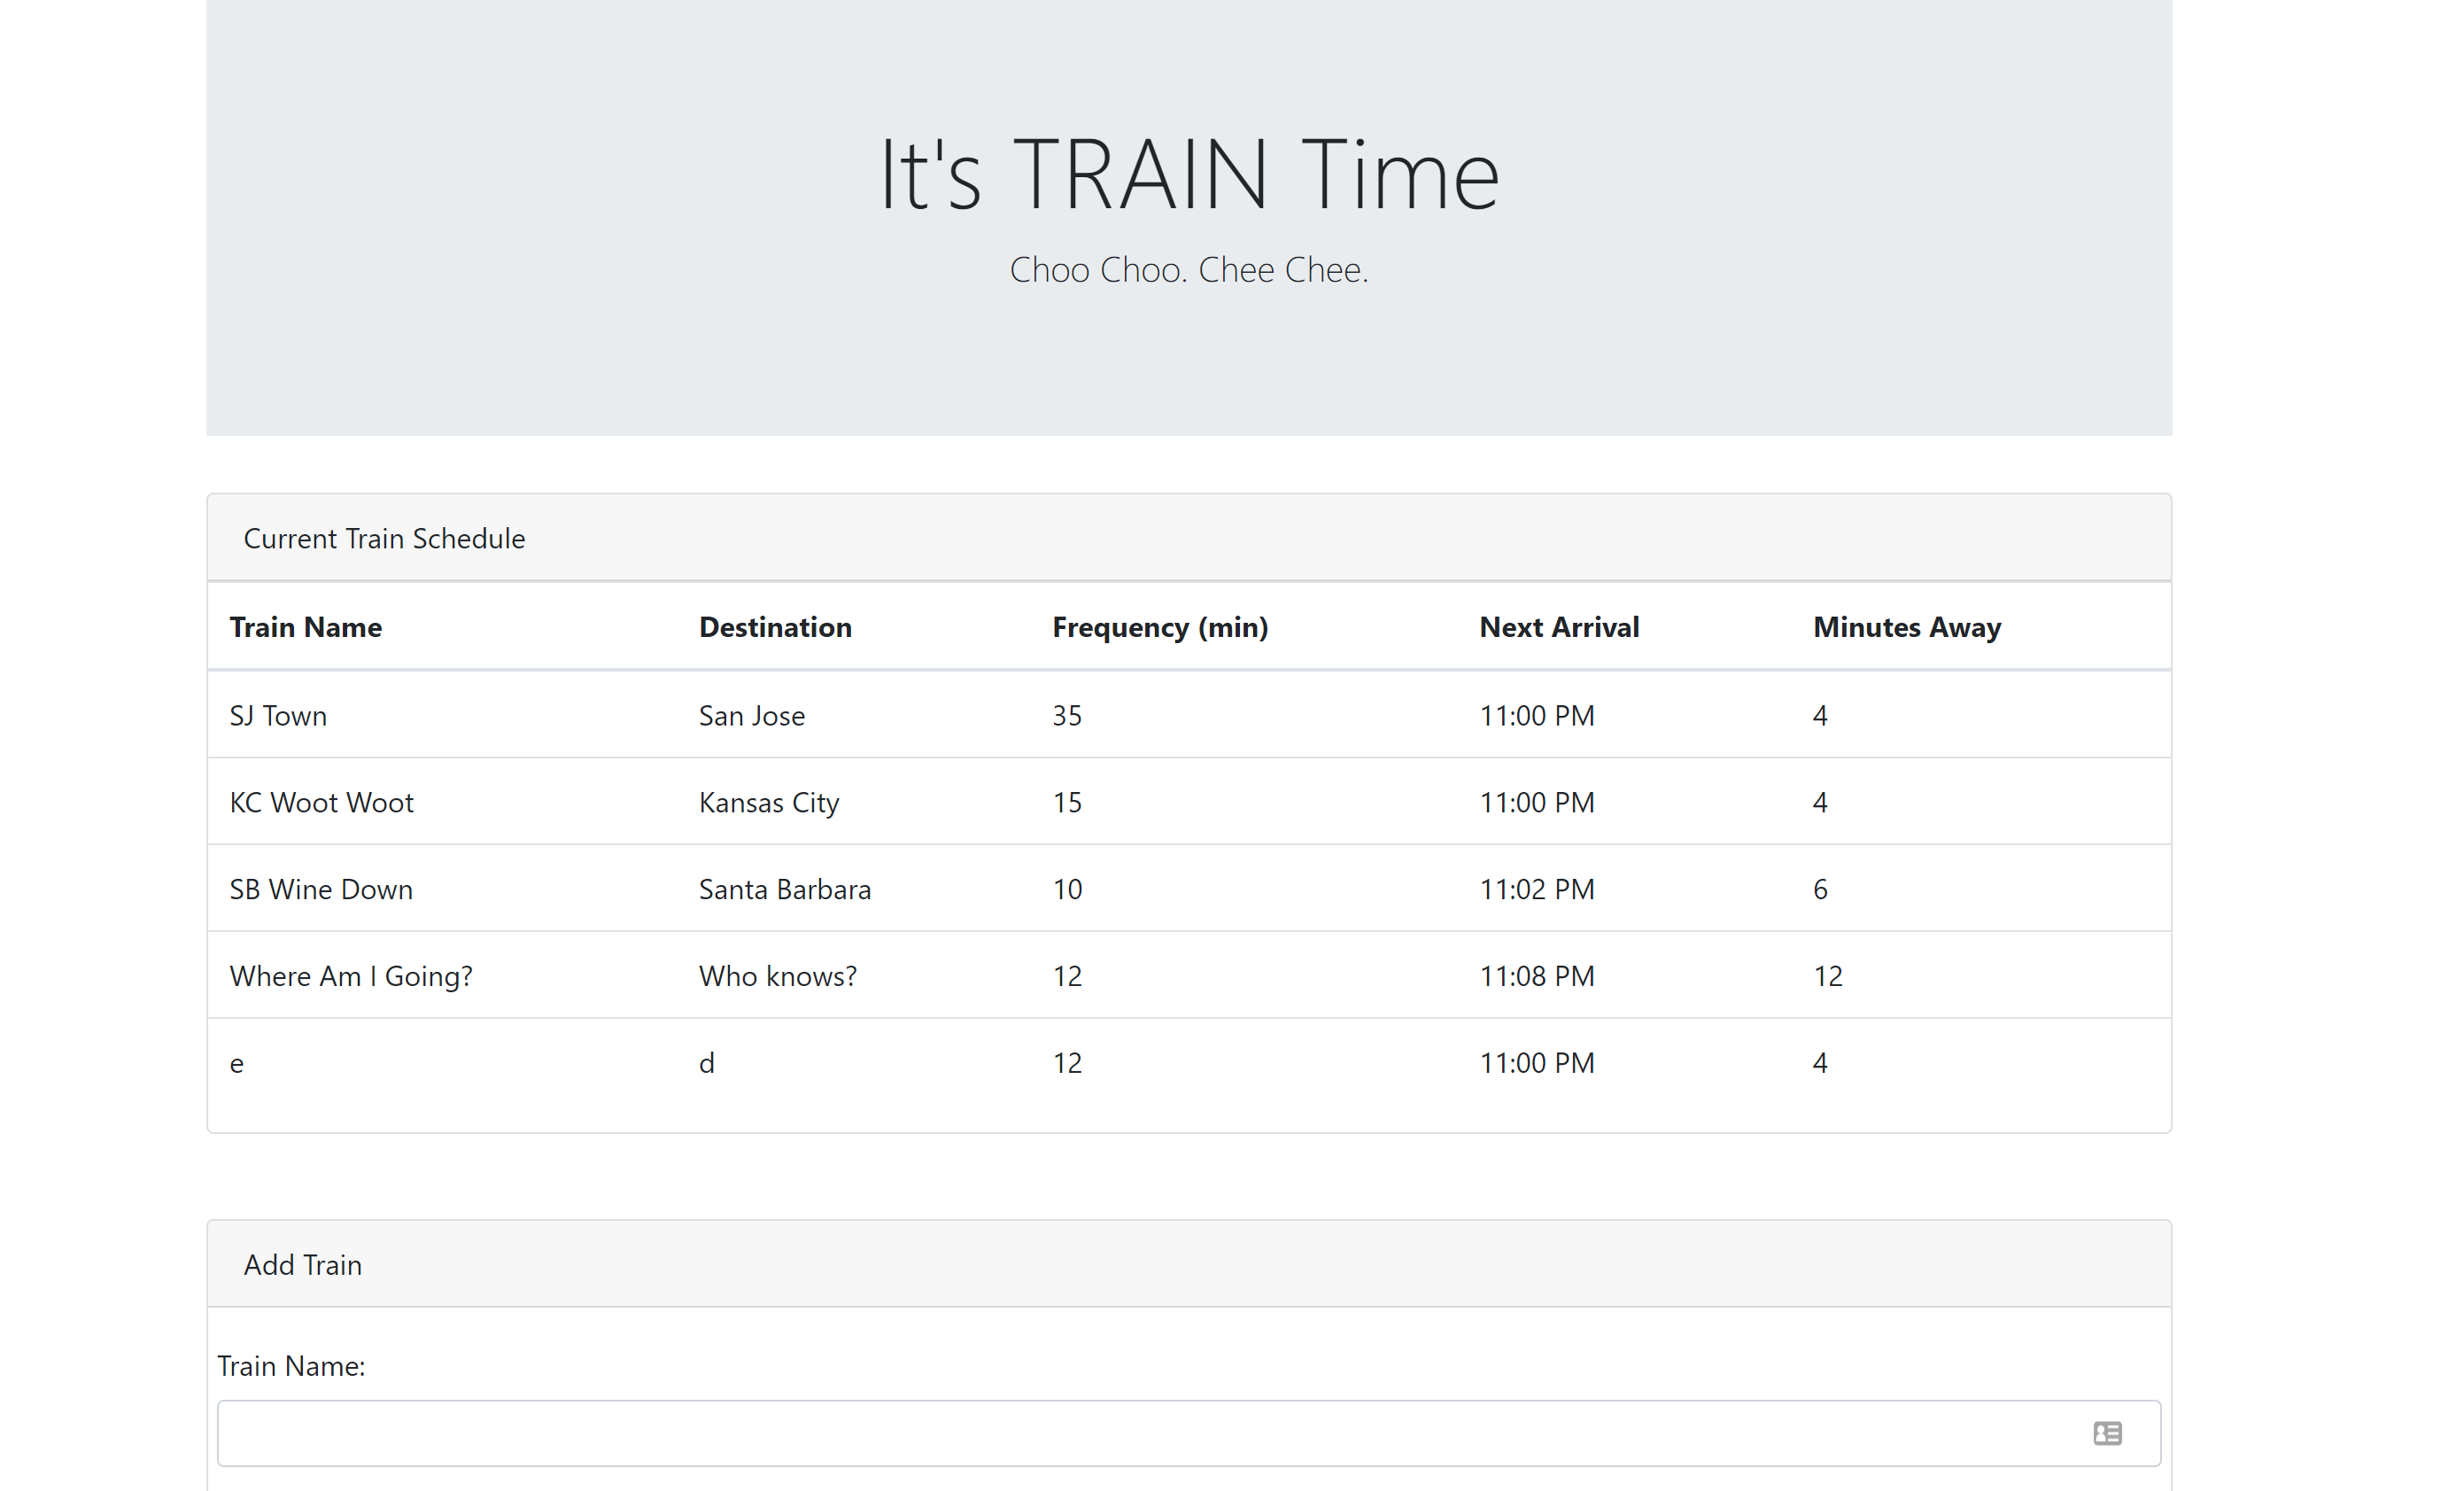 It's TRAIN Time
Choo Choo. Chee Chee.
Current Train Schedule
Train Name Destination Frequency (min) Next Arrival Minutes Away
SJ Town San Jose 35 11:00 PM 4
KC Woot Woot Kansas City 15 11:00 PM 4
SB Wine Down Santa Barbara 10 11:02 PM 6
Where Am I Going? Who knows? 12 11:08 PM 12
e d 12 11:00 PM 4
Add Train
Train Name: